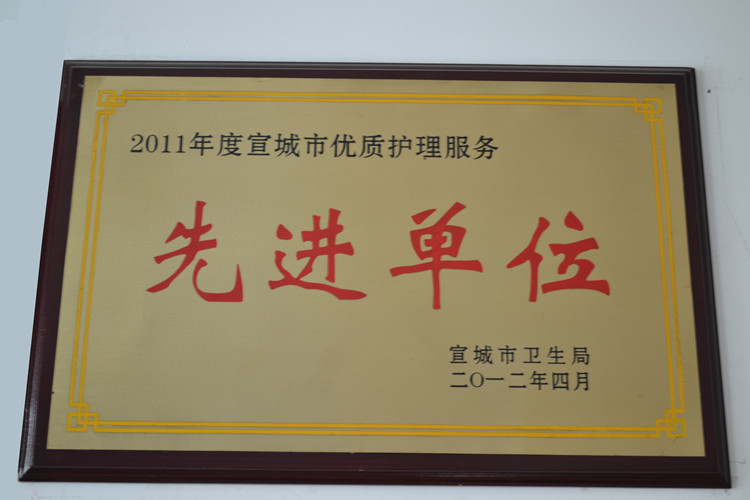 2011年度宣城市优质护理服务
先进单位
宣城市卫生局
二〇一二年四月